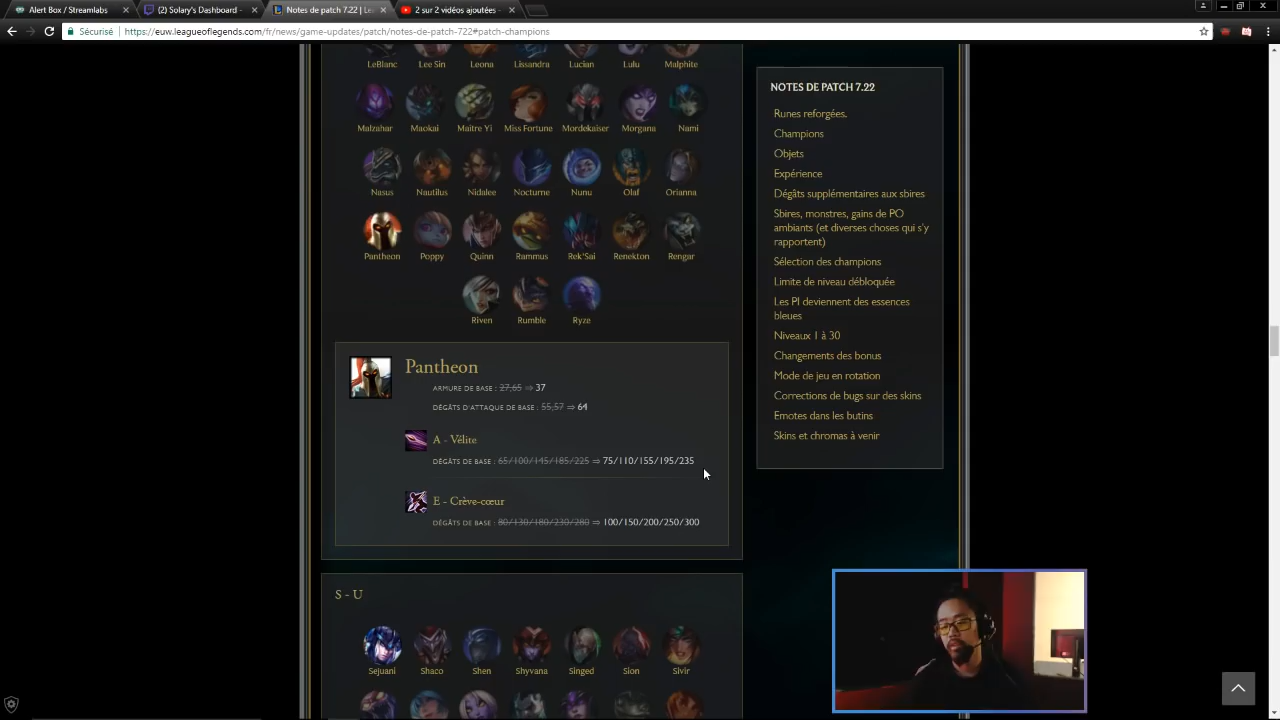 Alert Box / Streamlabs
(2) Solary's Dashboard -
Notes de patch 7.22 | Le
2 sur 2 vidéos ajoutées -
Sécurisé
https://euw.leagueoflegends.com/fr/news/game-updates/patch/notes-de-patch-722#patch-champions
LeBlanc Lee Sin Leona Lissandra Lucian Lulu Malphite
Malzahar Maokai Maître Yi Miss Fortune Mordekaiser Morgana Nami
Nasus Nautilus Nidalee Nocturne Nunu Olaf Orianna
Pantheon Poppy Quinn Rammus Rek'Sai Renekton Rengar
Riven Rumble Ryze
Pantheon
ARMURE DE BASE : 27,65 ⇒ 37
DÉGÂTS D'ATTAQUE DE BASE : 55,57 ⇒ 64
A - Vélite
DÉGÂTS DE BASE : 65/100/145/185/225 ⇒ 75/110/155/195/235
E - Crève-cœur
DÉGÂTS DE BASE : 80/130/180/230/280 ⇒ 100/150/200/250/300
S - U
Sejuani Shaco Shen Shyvana Singed Sion Sivir
NOTES DE PATCH 7.22
Runes reforgées.
Champions
Objets
Expérience
Dégâts supplémentaires aux sbires
Sbires, monstres, gains de PO
ambiants (et diverses choses qui s'y
rapportent)
Sélection des champions
Limite de niveau débloquée
Les PI deviennent des essences
bleues
Niveaux 1 à 30
Changements des bonus
Mode de jeu en rotation
Corrections de bugs sur des skins
Emotes dans les butins
Skins et chromas à venir